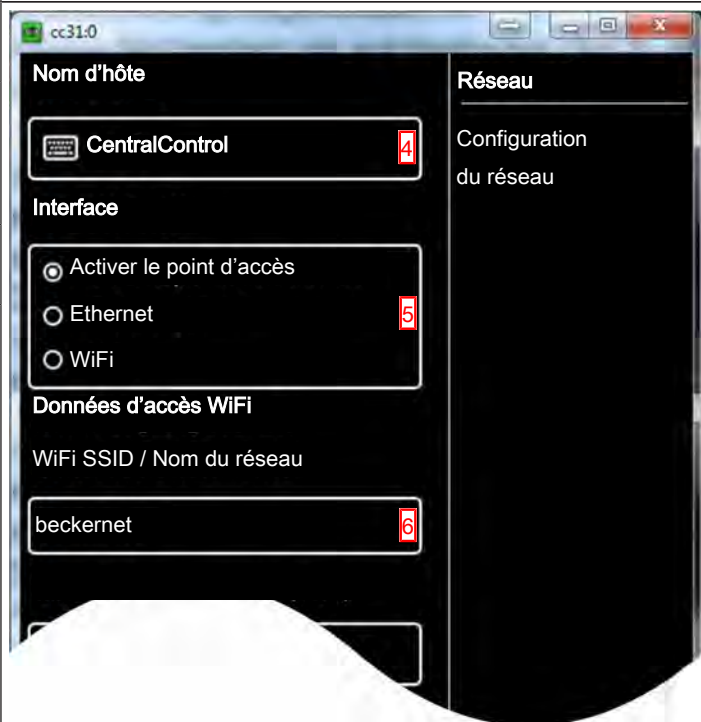 cc31:0
Nom d'hôte
CentralControl 4
Interface
Activer le point d'accès
Ethernet 5
WiFi
Données d'accès WiFi
WiFi SSID / Nom du réseau
beckernet 6
Réseau
Configuration
du réseau